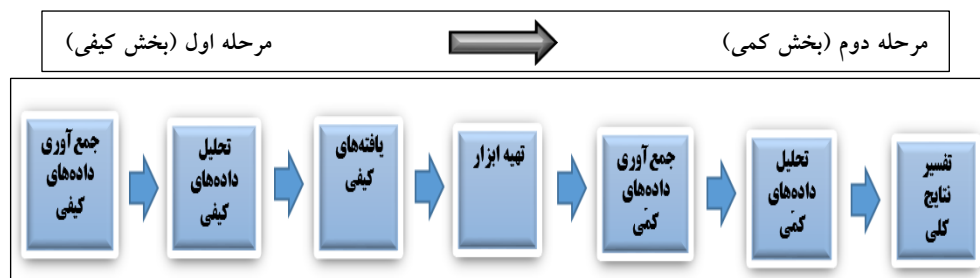 مرحله اول (بخش کیفی)
مرحله دوم (بخش کمی)
جمع‌آوری
داده‌های
کیفی
تحلیل
داده‌های
کیفی
یافته‌های
کیفی
تهیه ابزار
جمع‌آوری
داده‌های
کمّی
تحلیل
داده‌های
کمّی
تفسیر
نتایج
کلی